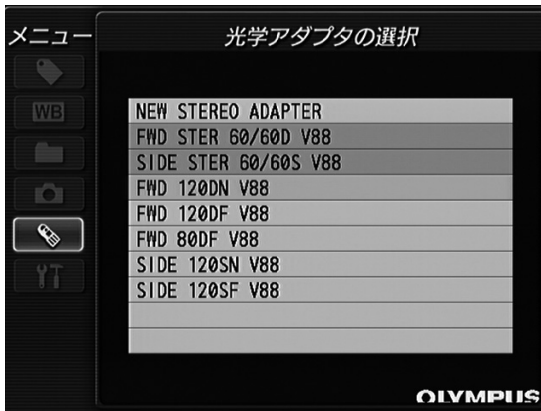 メニュー
光学アダプタの選択
WB
NEW STEREO ADAPTER
FWD STER 60/60D V88
SIDE STER 60/60S V88
FWD 120DN V88
FWD 120DF V88
FWD 80DF V88
SIDE 120SN V88
SIDE 120SF V88
OLYMPUS